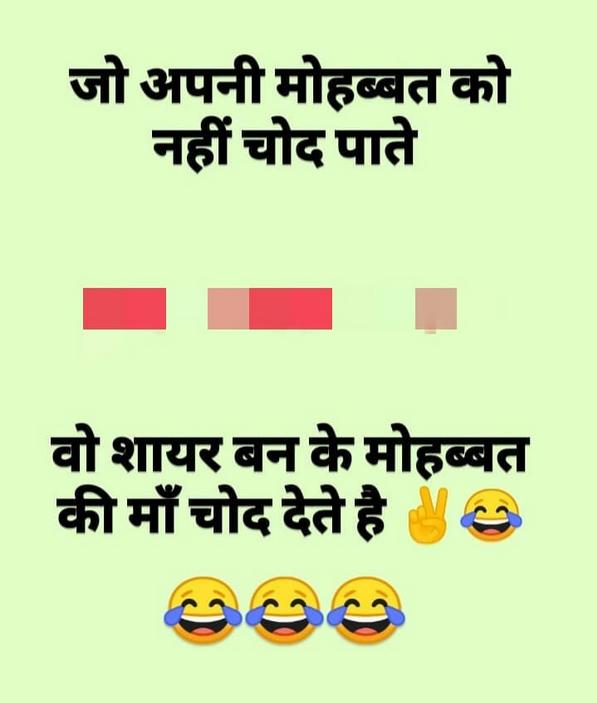 जो अपनी मोहब्बत को
नहीं चोद पाते
वो शायर बन के मोहब्बत
की माँ चोद देते है ✌😂
😂😂😂